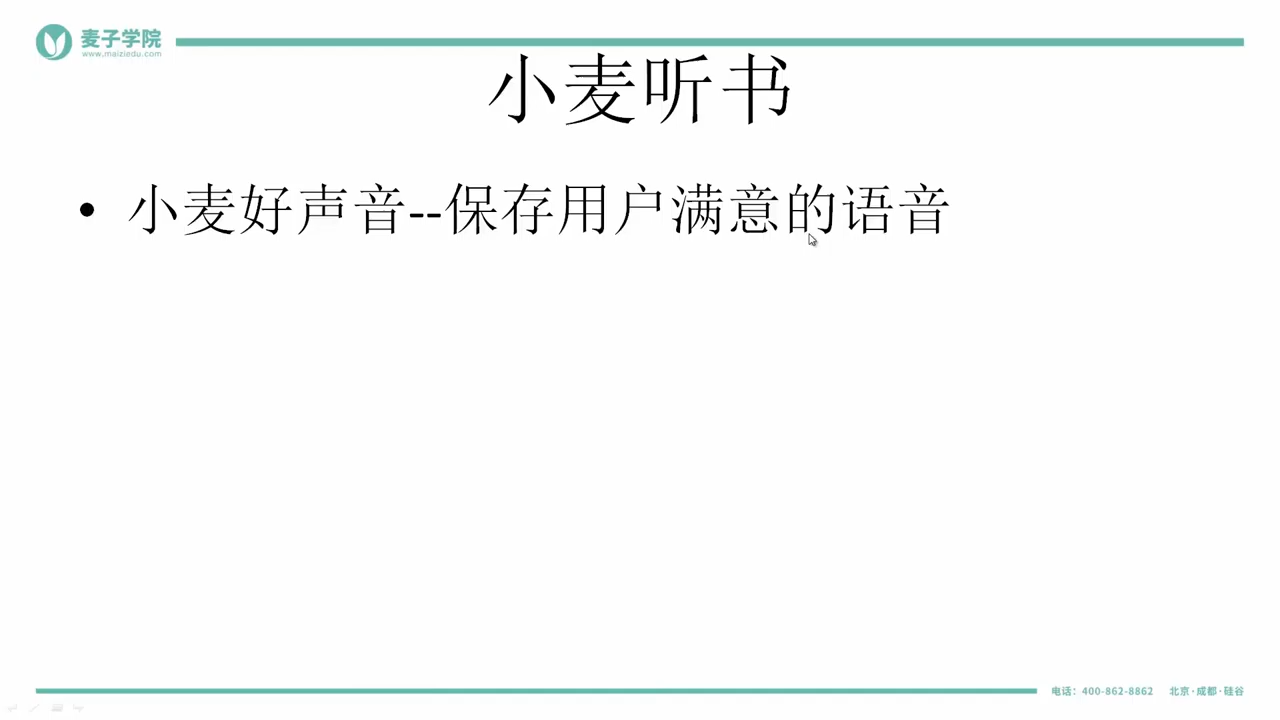 麦子学院
www.maiziedu.com
小麦听书
• 小麦好声音--保存用户满意的语音
电话：400-862-8862 北京·成都·硅谷